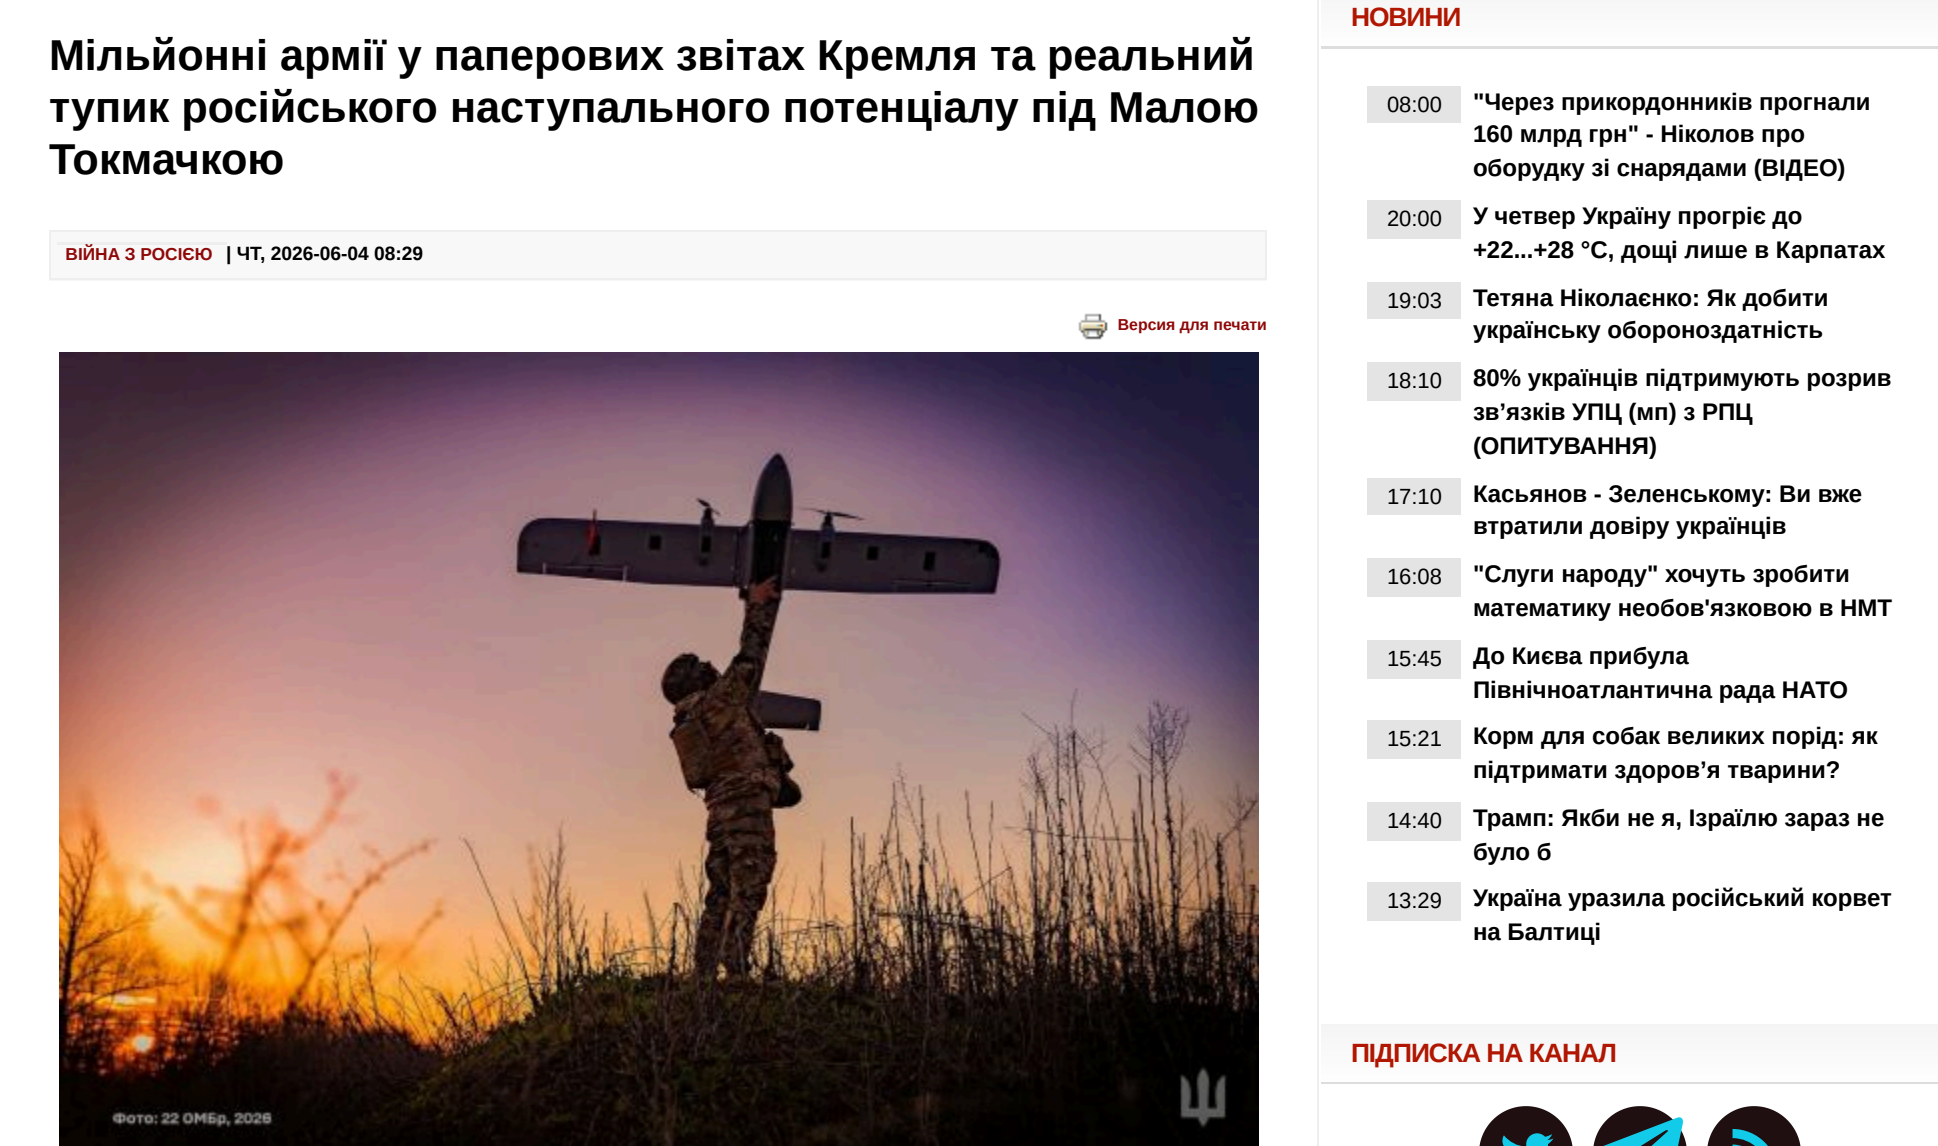 Мільйонні армії у паперових звітах Кремля та реальний
тупик російського наступального потенціалу під Малою
Токмачкою
ВІЙНА З РОСІЄЮ | ЧТ, 2026-06-04 08:29
Версия для печати
Фото: 22 ОМБр, 2026
НОВИНИ
08:00 "Через прикордонників прогнали
160 млрд грн" - Ніколов про
оборудку зі снарядами (ВІДЕО)
20:00 У четвер Україну прогріє до
+22...+28 °C, дощі лише в Карпатах
19:03 Тетяна Ніколаєнко: Як добити
українську обороноздатність
18:10 80% українців підтримують розрив
зв’язків УПЦ (мп) з РПЦ
(ОПИТУВАННЯ)
17:10 Касьянов - Зеленському: Ви вже
втратили довіру українців
16:08 "Слуги народу" хочуть зробити
математику необов'язковою в НМТ
15:45 До Києва прибула
Північноатлантична рада НАТО
15:21 Корм для собак великих порід: як
підтримати здоров’я тварини?
14:40 Трамп: Якби не я, Ізраїлю зараз не
було б
13:29 Україна уразила російський корвет
на Балтиці
ПІДПИСКА НА КАНАЛ